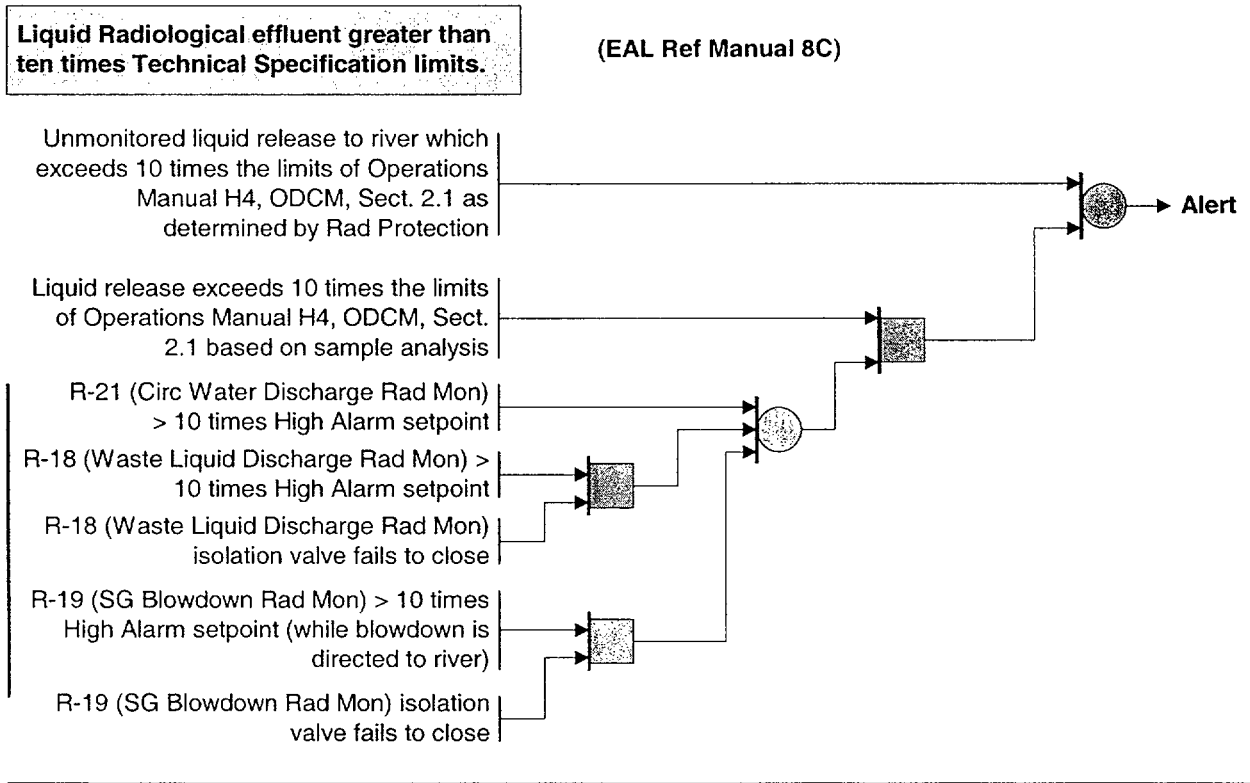 Liquid Radiological effluent greater than
ten times Technical Specification limits.
(EAL Ref Manual 8C)
Unmonitored liquid release to river which
exceeds 10 times the limits of Operations
Manual H4, ODCM, Sect. 2.1 as
determined by Rad Protection
Alert
Liquid release exceeds 10 times the limits
of Operations Manual H4, ODCM, Sect.
2.1 based on sample analysis
R-21 (Circ Water Discharge Rad Mon)
> 10 times High Alarm setpoint
R-18 (Waste Liquid Discharge Rad Mon) >
10 times High Alarm setpoint
R-18 (Waste Liquid Discharge Rad Mon)
isolation valve fails to close
R-19 (SG Blowdown Rad Mon) > 10 times
High Alarm setpoint (while blowdown is
directed to river)
R-19 (SG Blowdown Rad Mon) isolation
valve fails to close